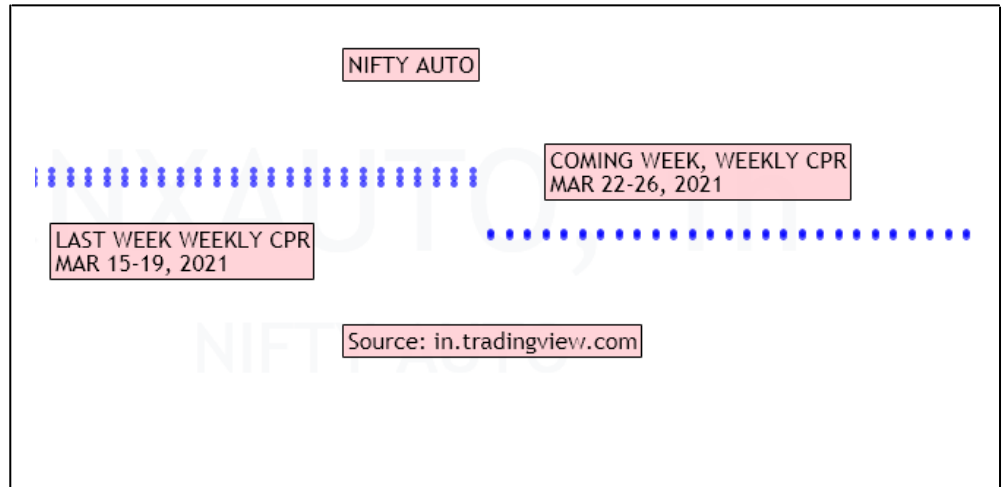 NIFTY AUTO
COMING WEEK, WEEKLY CPR
MAR 22-26, 2021
LAST WEEK WEEKLY CPR
MAR 15-19, 2021
Source: in.tradingview.com